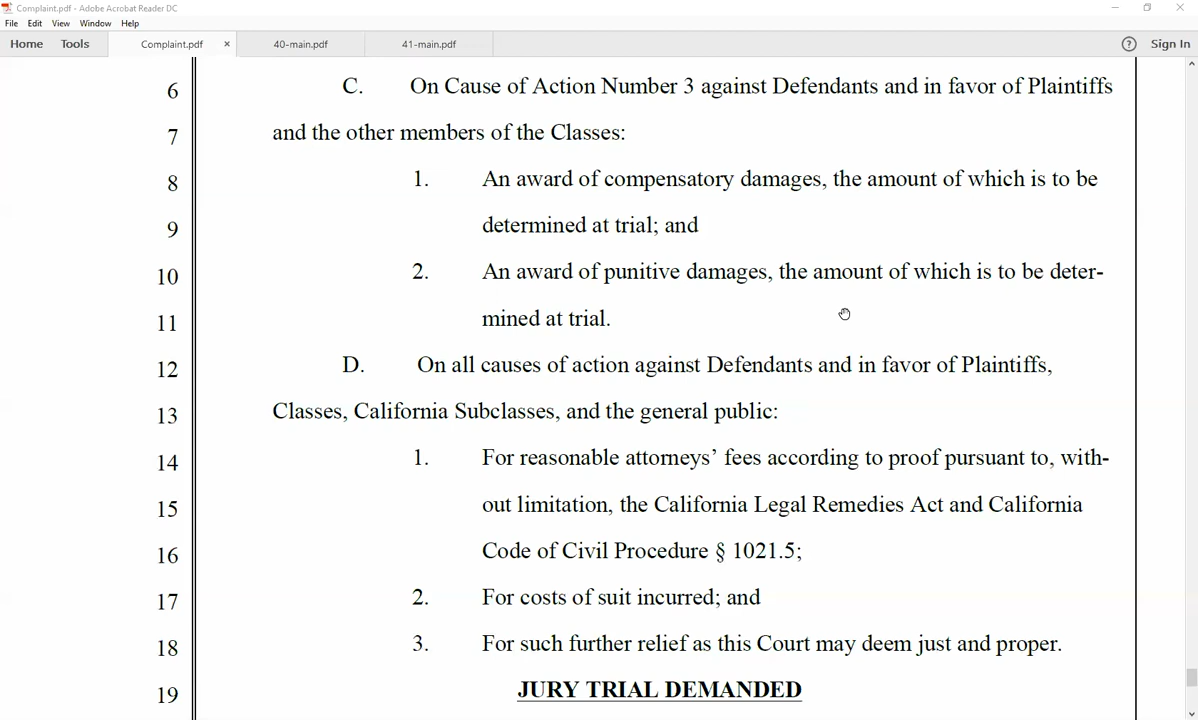 Complaint.pdf - Adobe Acrobat Reader DC
File Edit View Window Help
Home Tools Complaint.pdf × 40-main.pdf 41-main.pdf ? Sign In
6 C. On Cause of Action Number 3 against Defendants and in favor of Plaintiffs
7 and the other members of the Classes:
8 1. An award of compensatory damages, the amount of which is to be
9 determined at trial; and
10 2. An award of punitive damages, the amount of which is to be deter-
11 mined at trial.
12 D. On all causes of action against Defendants and in favor of Plaintiffs,
13 Classes, California Subclasses, and the general public:
14 1. For reasonable attorneys’ fees according to proof pursuant to, with-
15 out limitation, the California Legal Remedies Act and California
16 Code of Civil Procedure § 1021.5;
17 2. For costs of suit incurred; and
18 3. For such further relief as this Court may deem just and proper.
19 JURY TRIAL DEMANDED